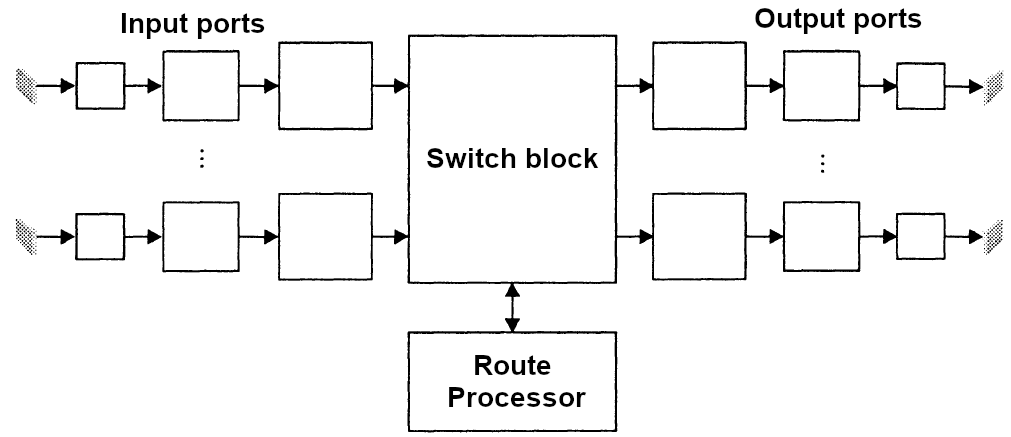 Input ports
Output ports
Switch block
Route
Processor